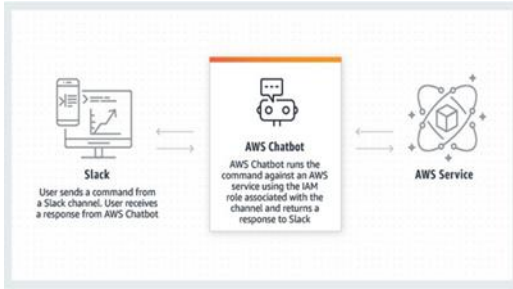 Slack
User sends a command from
a Slack channel. User receives
a response from AWS Chatbot
AWS Chatbot
AWS Chatbot runs the
command against an AWS
service using the IAM
role associated with the
channel and returns a
response to Slack
AWS Service